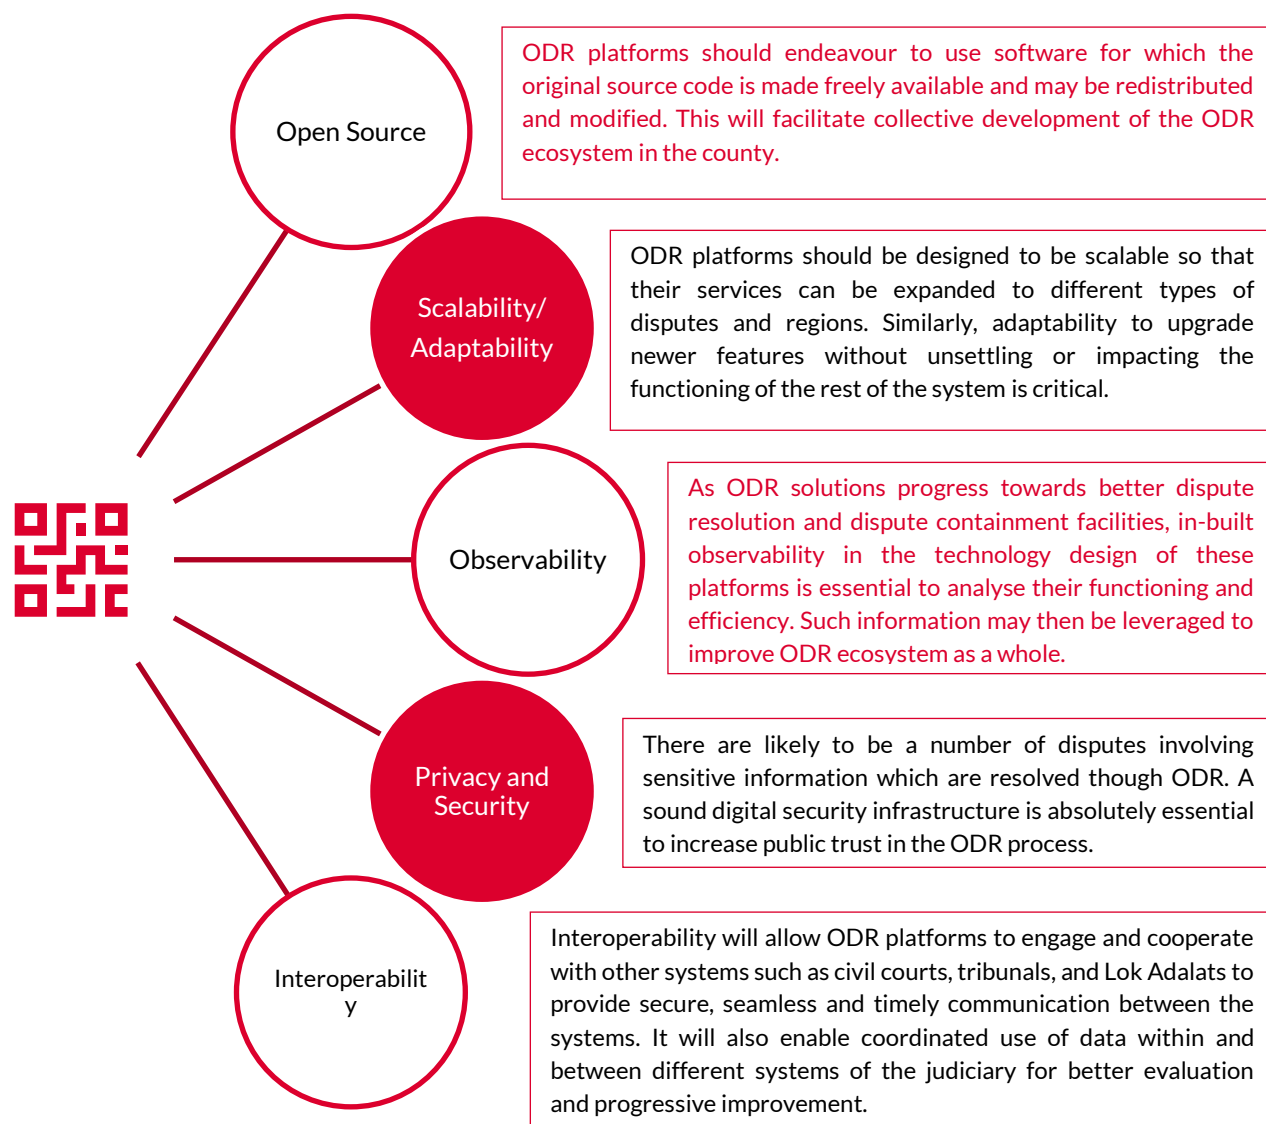 Open Source
ODR platforms should endeavour to use software for which the
original source code is made freely available and may be redistributed
and modified. This will facilitate collective development of the ODR
ecosystem in the county.
Scalability/
Adaptability
ODR platforms should be designed to be scalable so that
their services can be expanded to different types of
disputes and regions. Similarly, adaptability to upgrade
newer features without unsettling or impacting the
functioning of the rest of the system is critical.
Observability
As ODR solutions progress towards better dispute
resolution and dispute containment facilities, in-built
observability in the technology design of these
platforms is essential to analyse their functioning and
efficiency. Such information may then be leveraged to
improve ODR ecosystem as a whole.
Privacy and
Security
There are likely to be a number of disputes involving
sensitive information which are resolved though ODR. A
sound digital security infrastructure is absolutely essential
to increase public trust in the ODR process.
Interoperabilit
y
Interoperability will allow ODR platforms to engage and cooperate
with other systems such as civil courts, tribunals, and Lok Adalats to
provide secure, seamless and timely communication between the
systems. It will also enable coordinated use of data within and
between different systems of the judiciary for better evaluation
and progressive improvement.